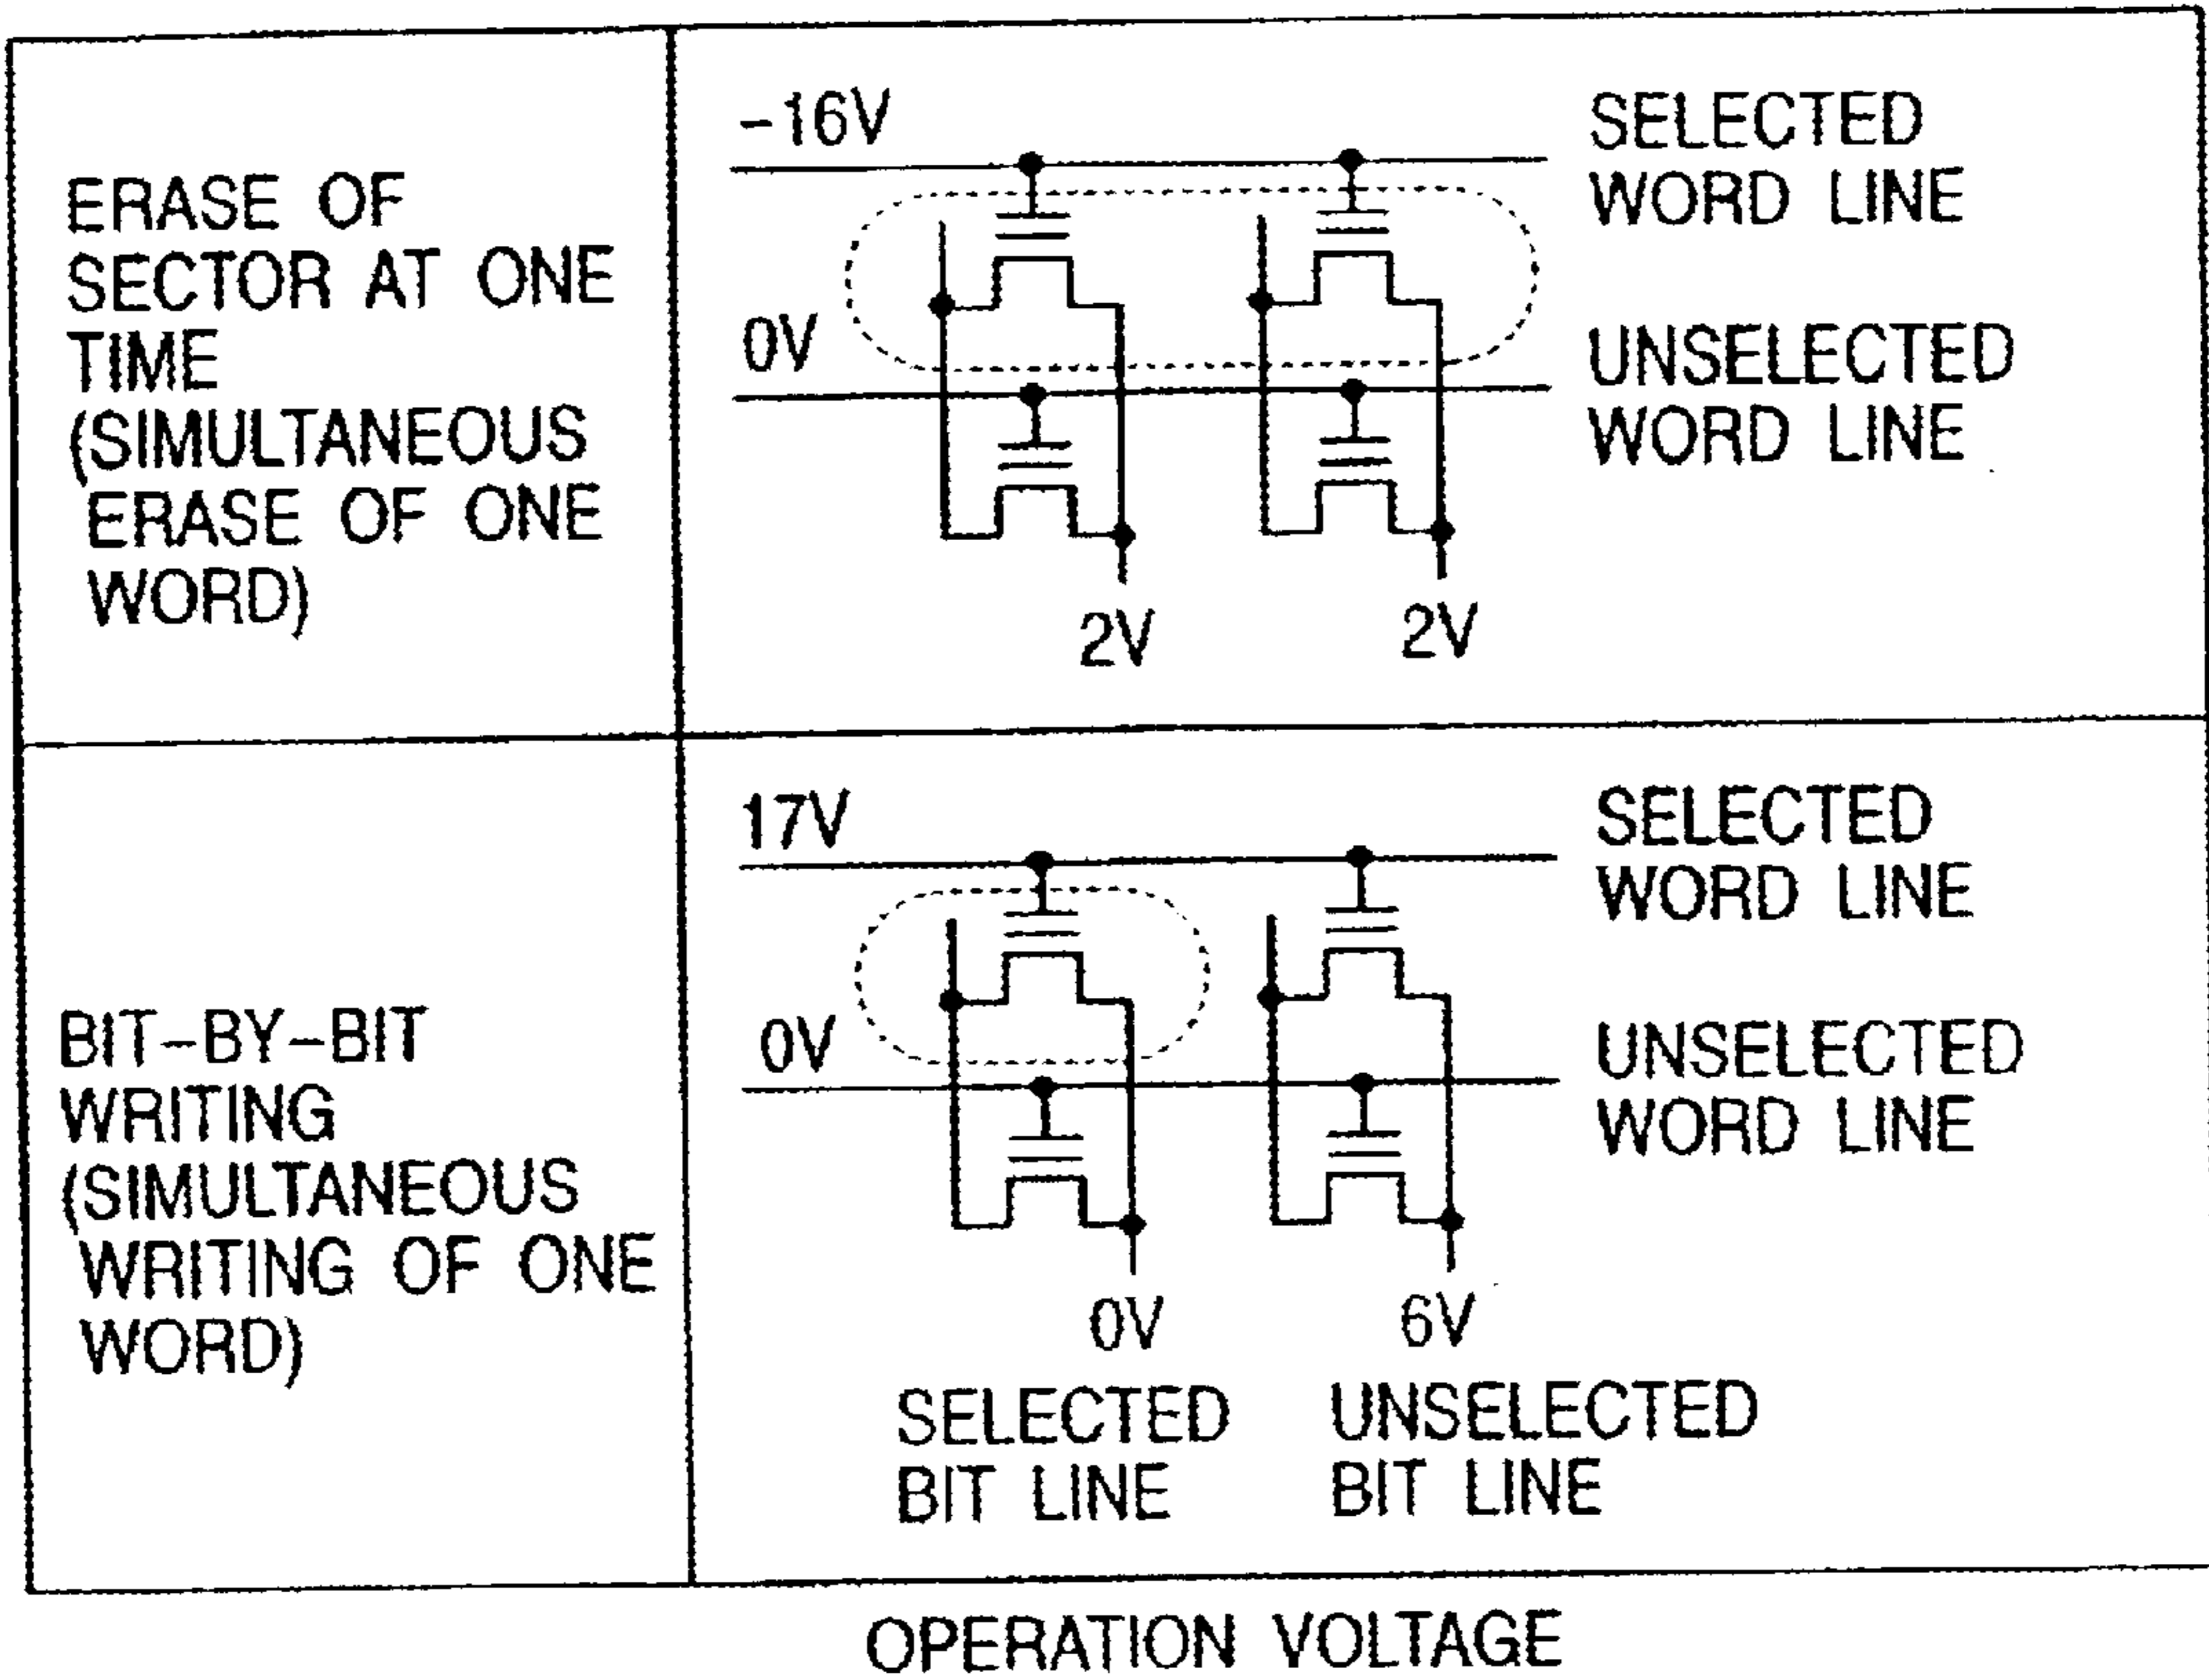 ERASE OF
SECTOR AT ONE
TIME
(SIMULTANEOUS
ERASE OF ONE
WORD)
-16V
SELECTED
WORD LINE
0V
UNSELECTED
WORD LINE
2V
2V
BIT-BY-BIT
WRITING
(SIMULTANEOUS
WRITING OF ONE
WORD)
17V
SELECTED
WORD LINE
0V
UNSELECTED
WORD LINE
0V
6V
SELECTED
BIT LINE
UNSELECTED
BIT LINE
OPERATION VOLTAGE